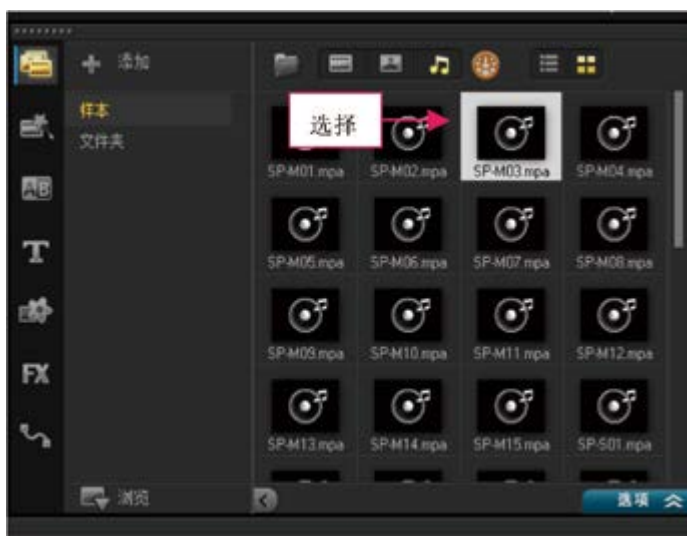 添加
样本
文件夹
选择
SP-M01.mpa
SP-M02.mpa
SP-M03.mpa
SP-M04.mpa
SP-M05.mpa
SP-M06.mpa
SP-M07.mpa
SP-M08.mpa
SP-M09.mpa
SP-M10.mpa
SP-M11.mpa
SP-M12.mpa
SP-M13.mpa
SP-M14.mpa
SP-M15.mpa
SP-S01.mpa
AB
T
FX
浏览
选项